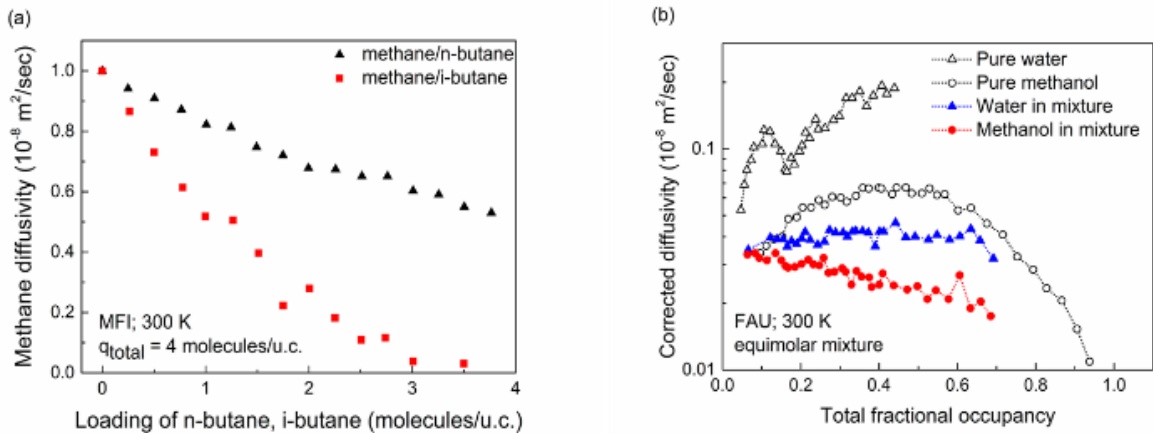 (a)
methane/n-butane
methane/i-butane
Methane diffusivity (10⁻⁸ m²/sec)
1.0
0.8
0.6
0.4
0.2
0.0
MFI; 300 K
q_total = 4 molecules/u.c.
0 1 2 3 4
Loading of n-butane, i-butane (molecules/u.c.)
(b)
Pure water
Pure methanol
Water in mixture
Methanol in mixture
Corrected diffusivity (10⁻⁸ m²/sec)
0.1
0.01
FAU; 300 K
equimolar mixture
0.0 0.2 0.4 0.6 0.8 1.0
Total fractional occupancy